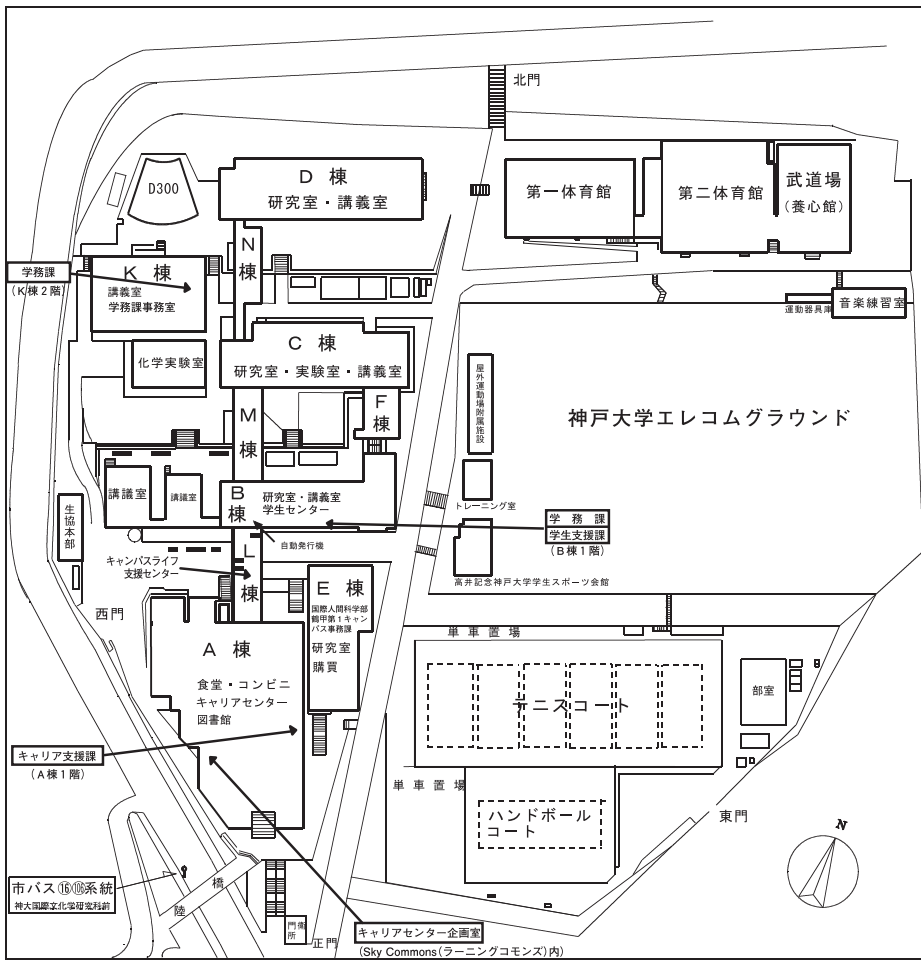 北門
D300
D 棟
研究室・講義室
第一体育館
第二体育館
武道場
(養心館)
N
棟
学務課
(K棟2階)
K 棟
講義室
学務課事務室
運動器具庫
音楽練習室
化学実験室
C 棟
研究室・実験室・講義室
屋外運動場附属施設
神戸大学エレコムグラウンド
M
棟
F
棟
講議室
講議室
B
棟
研究室・講義室
学生センター
トレーニング室
生協本部
学 務 課
学生支援課
(B棟1階)
自動発行機
キャンパスライフ
支援センター
L
棟
高井記念神戸大学学生スポーツ会館
E 棟
国際人間科学部
鶴甲第1キャン
パス事務課
研究室
購買
西門
A 棟
食堂・コンビニ
キャリアセンター
図書館
単車置場
テニスコート
部室
キャリア支援課
(A棟1階)
単車置場
ハンドボール
コート
東門
N
市バス⑯106系統
神大国際文化学研究科前
陸
橋
門衛所
正門
キャリアセンター企画室
(Sky Commons(ラーニングコモンズ)内)